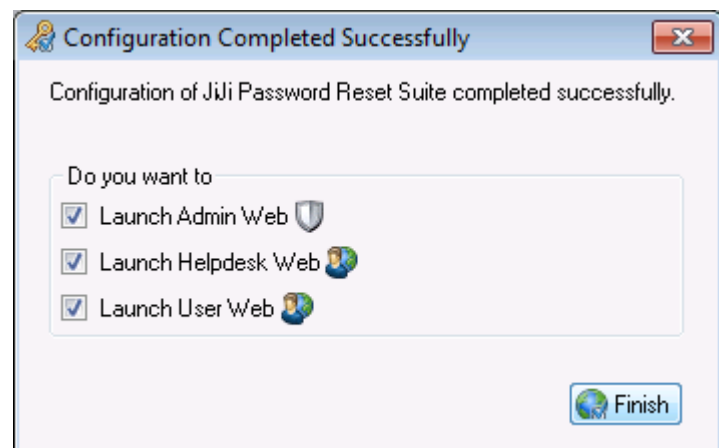 Configuration Completed Successfully
Configuration of JiJi Password Reset Suite completed successfully.
Do you want to
Launch Admin Web
Launch Helpdesk Web
Launch User Web
Finish